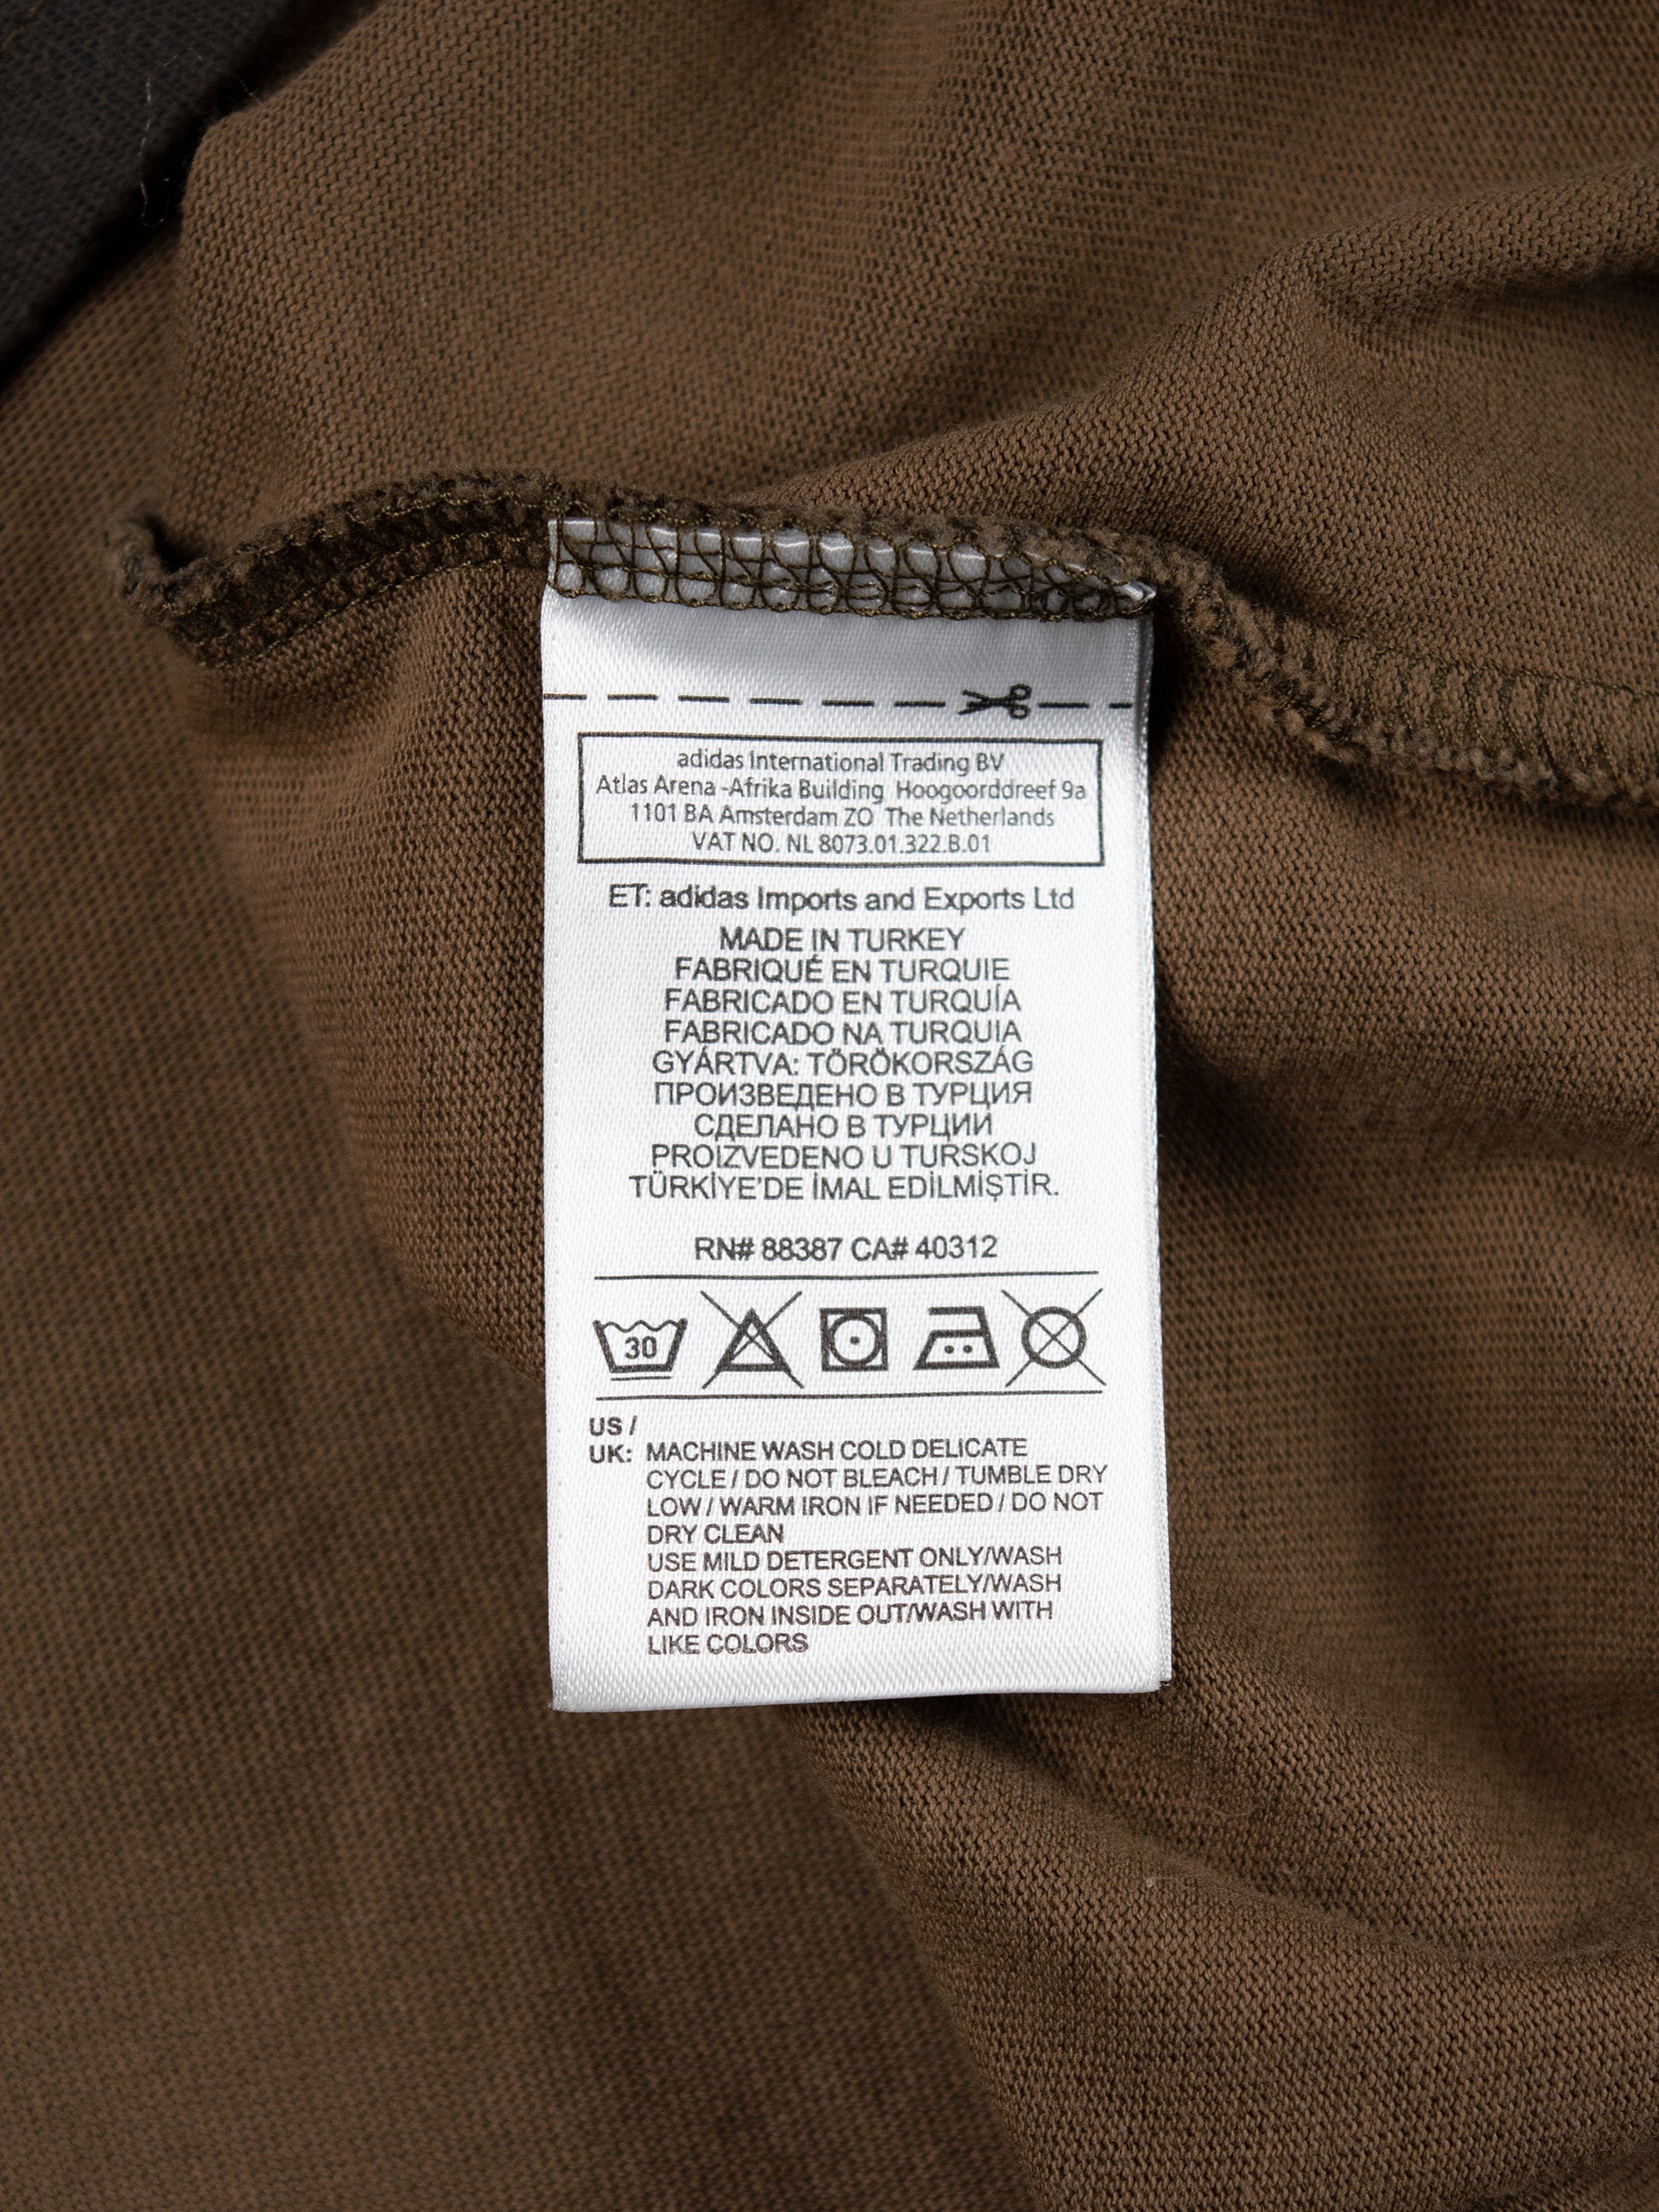 adidas International Trading BV
Atlas Arena -Afrika Building Hoogoorddreef 9a
1101 BA Amsterdam ZO The Netherlands
VAT NO. NL 8073.01.322.B.01
ET: adidas Imports and Exports Ltd
MADE IN TURKEY
FABRIQUÉ EN TURQUIE
FABRICADO EN TURQUÍA
FABRICADO NA TURQUIA
GYÁRTVA: TÖRÖKORSZÁG
ПРОИЗВЕДЕНО В ТУРЦИЯ
СДЕЛАНО В ТУРЦИИ
PROIZVEDENO U TURSKOJ
TÜRKİYE'DE İMAL EDİLMİŞTİR.
RN# 88387 CA# 40312
30
US /
UK: MACHINE WASH COLD DELICATE
CYCLE / DO NOT BLEACH / TUMBLE DRY
LOW / WARM IRON IF NEEDED / DO NOT
DRY CLEAN
USE MILD DETERGENT ONLY/WASH
DARK COLORS SEPARATELY/WASH
AND IRON INSIDE OUT/WASH WITH
LIKE COLORS